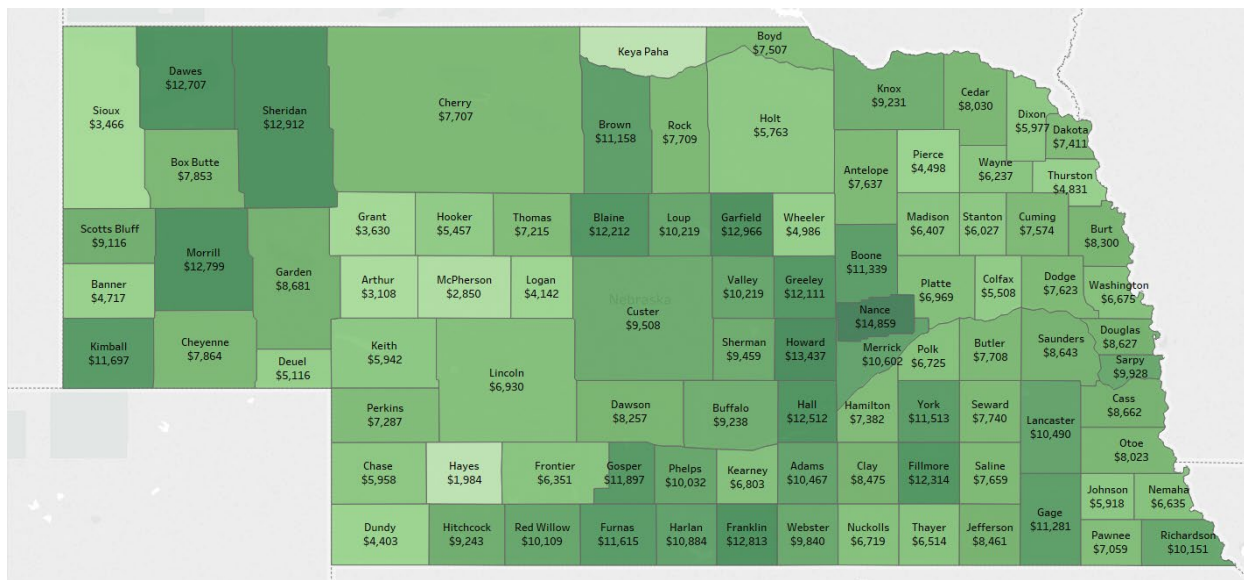 Sioux
$3,466
Dawes
$12,707
Sheridan
$12,912
Cherry
$7,707
Keya Paha
Boyd
$7,507
Box Butte
$7,853
Brown
$11,158
Rock
$7,709
Holt
$5,763
Knox
$9,231
Cedar
$8,030
Dixon
$5,977
Dakota
$7,411
Antelope
$7,637
Pierce
$4,498
Wayne
$6,237
Thurston
$4,831
Scotts Bluff
$9,116
Morrill
$12,799
Garden
$8,681
Grant
$3,630
Hooker
$5,457
Thomas
$7,215
Blaine
$12,212
Loup
$10,219
Garfield
$12,966
Wheeler
$4,986
Boone
$11,339
Madison
$6,407
Stanton
$6,027
Cuming
$7,574
Burt
$8,300
Banner
$4,717
Arthur
$3,108
McPherson
$2,850
Logan
$4,142
Nebraska
Custer
$9,508
Valley
$10,219
Greeley
$12,111
Nance
$14,859
Platte
$6,969
Colfax
$5,508
Dodge
$7,623
Washington
$6,675
Kimball
$11,697
Cheyenne
$7,864
Deuel
$5,116
Keith
$5,942
Lincoln
$6,930
Sherman
$9,459
Howard
$13,437
Merrick
$10,602
Polk
$6,725
Butler
$7,708
Saunders
$8,643
Douglas
$8,627
Sarpy
$9,928
Perkins
$7,287
Dawson
$8,257
Buffalo
$9,238
Hall
$12,512
Hamilton
$7,382
York
$11,513
Seward
$7,740
Lancaster
$10,490
Cass
$8,662
Otoe
$8,023
Chase
$5,958
Hayes
$1,984
Frontier
$6,351
Gosper
$11,897
Phelps
$10,032
Kearney
$6,803
Adams
$10,467
Clay
$8,475
Fillmore
$12,314
Saline
$7,659
Gage
$11,281
Johnson
$5,918
Nemaha
$6,635
Dundy
$4,403
Hitchcock
$9,243
Red Willow
$10,109
Furnas
$11,615
Harlan
$10,884
Franklin
$12,813
Webster
$9,840
Nuckolls
$6,719
Thayer
$6,514
Jefferson
$8,461
Pawnee
$7,059
Richardson
$10,151